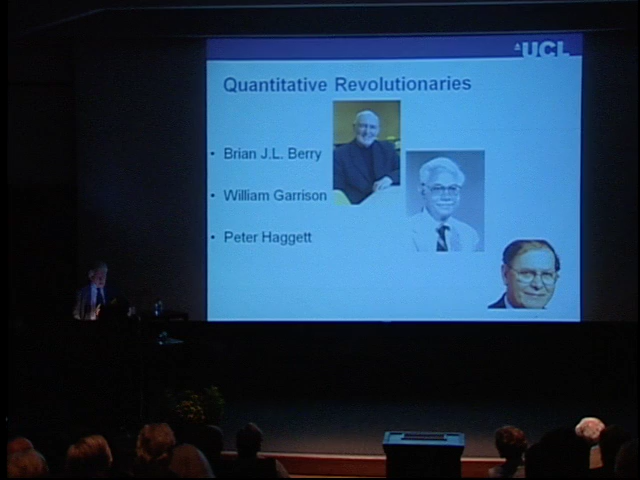 UCL
Quantitative Revolutionaries
• Brian J.L. Berry
• William Garrison
• Peter Haggett